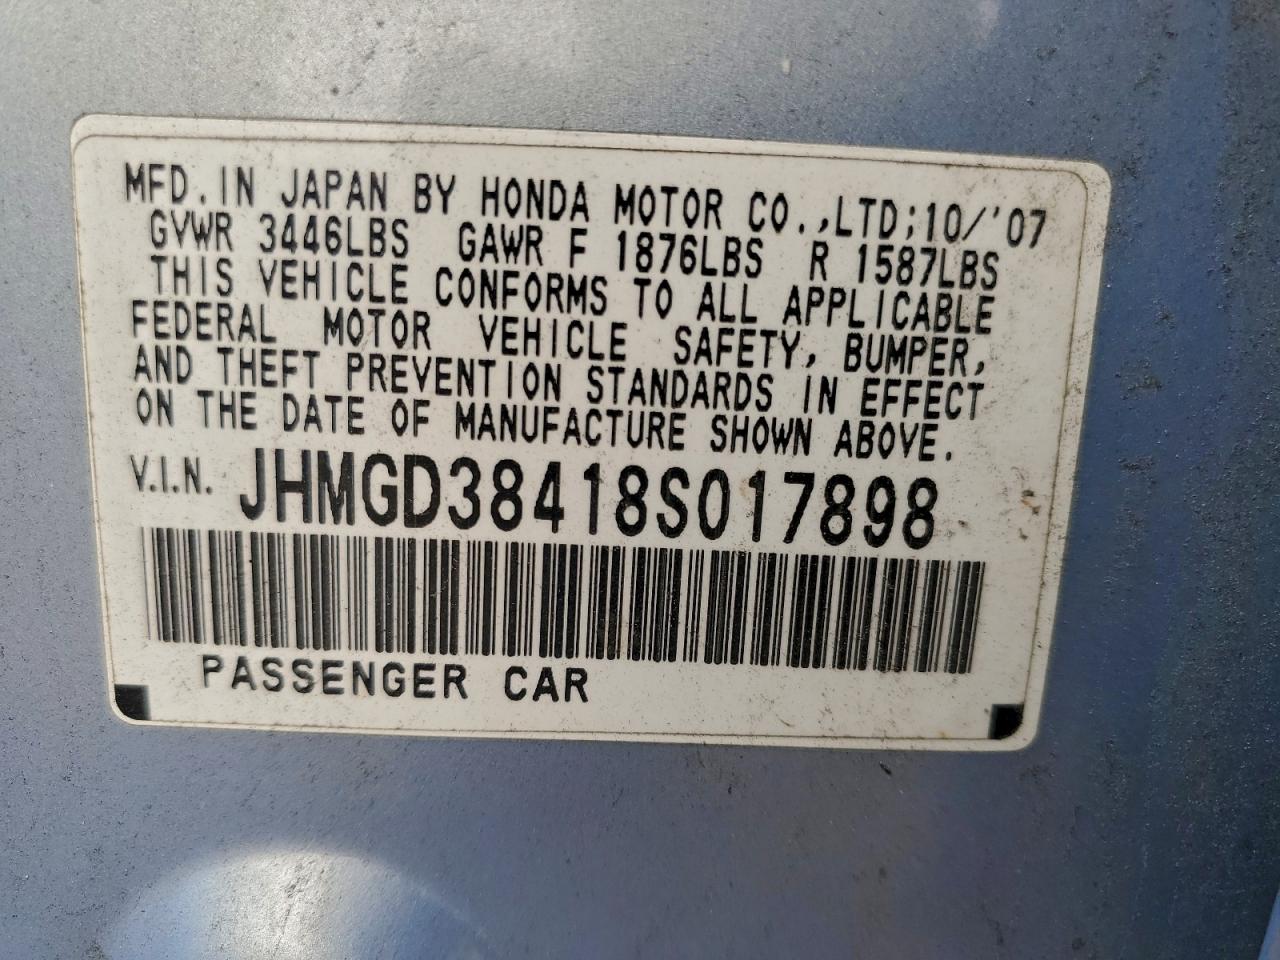 MFD. IN JAPAN BY HONDA MOTOR CO.,LTD;10/'07
GVWR 3446LBS GAWR F 1876LBS R 1587LBS
THIS VEHICLE CONFORMS TO ALL APPLICABLE
FEDERAL MOTOR VEHICLE SAFETY, BUMPER,
AND THEFT PREVENTION STANDARDS IN EFFECT
ON THE DATE OF MANUFACTURE SHOWN ABOVE.
V.I.N. JHMGD38418S017898
PASSENGER CAR